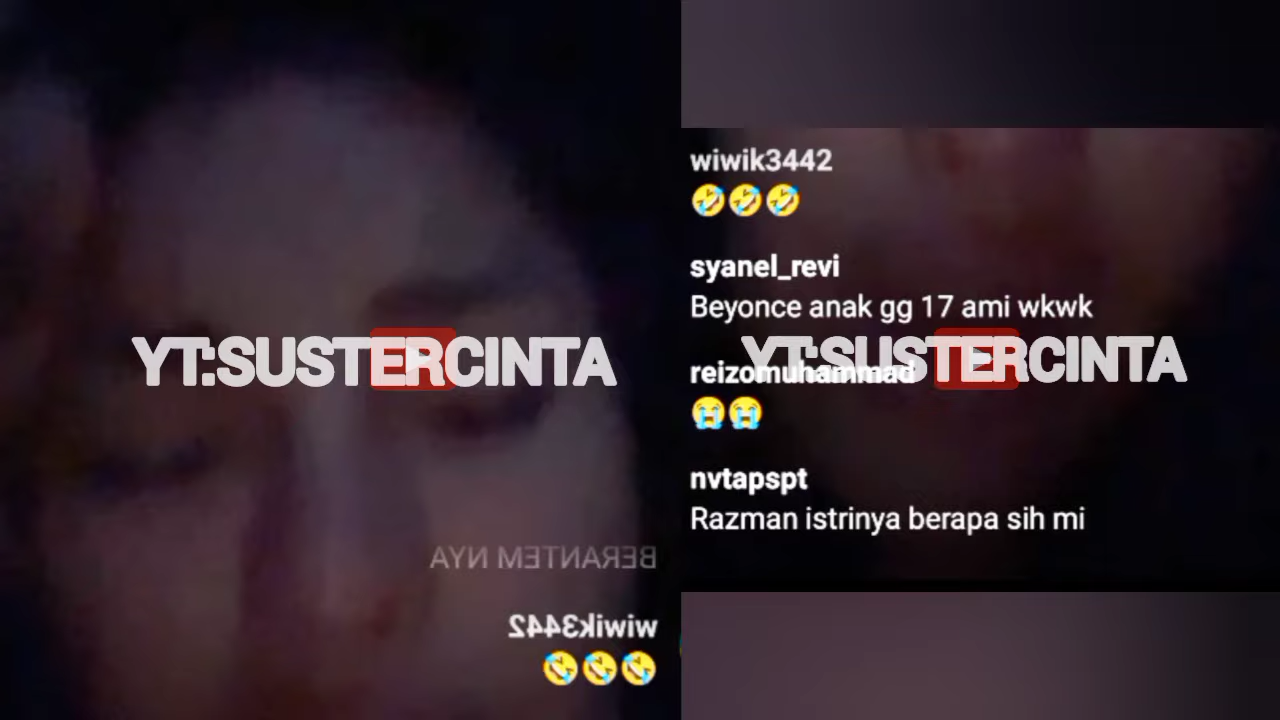 YT:SUSTERCINTA
BERANTEM NYA
wiwik3442
🤣🤣🤣
wiwik3442
🤣🤣🤣
syanel_revi
Beyonce anak gg 17 ami wkwk
YT:SUSTERCINTA
reizomuhammad
😭😭
nvtapspt
Razman istrinya berapa sih mi